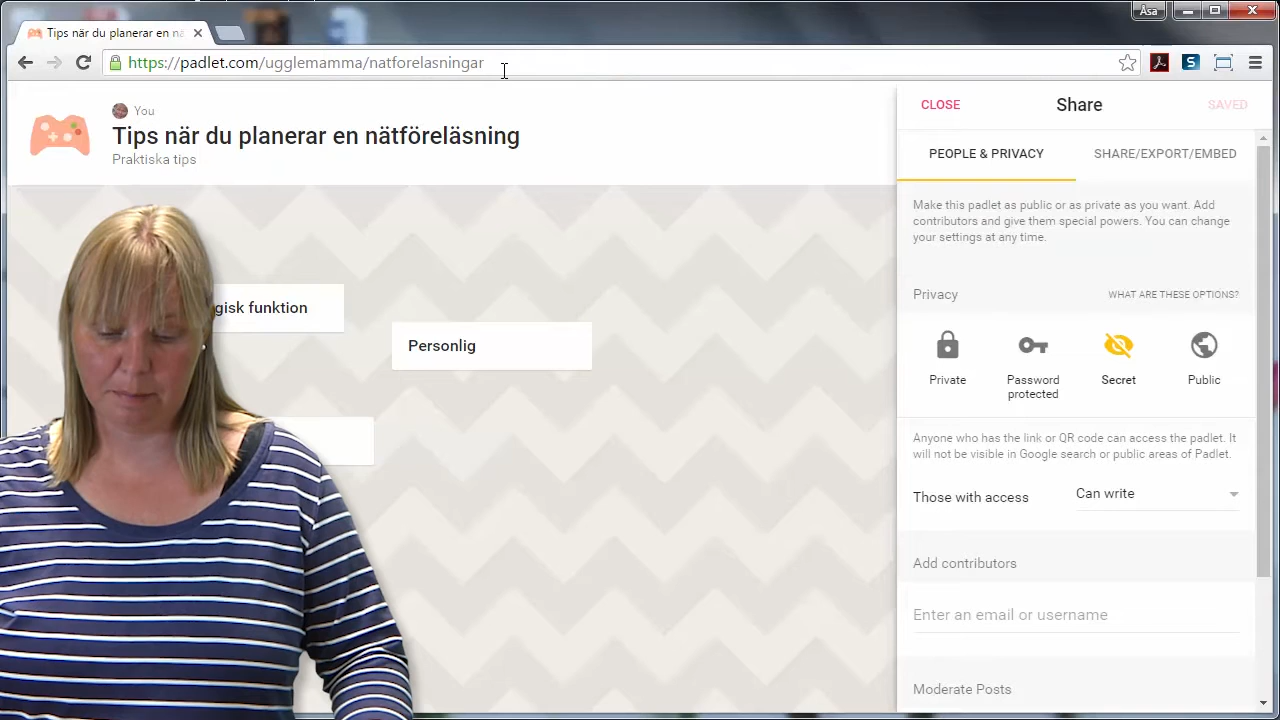 Åsa
Tips när du planerar en nä
https://padlet.com/ugglemamma/natforelasningar
You
Tips när du planerar en nätföreläsning
Praktiska tips
gisk funktion
Personlig
CLOSE
Share
SAVED
PEOPLE & PRIVACY
SHARE/EXPORT/EMBED
Make this padlet as public or as private as you want. Add
contributors and give them special powers. You can change
your settings at any time.
Privacy
WHAT ARE THESE OPTIONS?
Private
Password
protected
Secret
Public
Anyone who has the link or QR code can access the padlet. It
will not be visible in Google search or public areas of Padlet.
Those with access
Can write
Add contributors
Enter an email or username
Moderate Posts